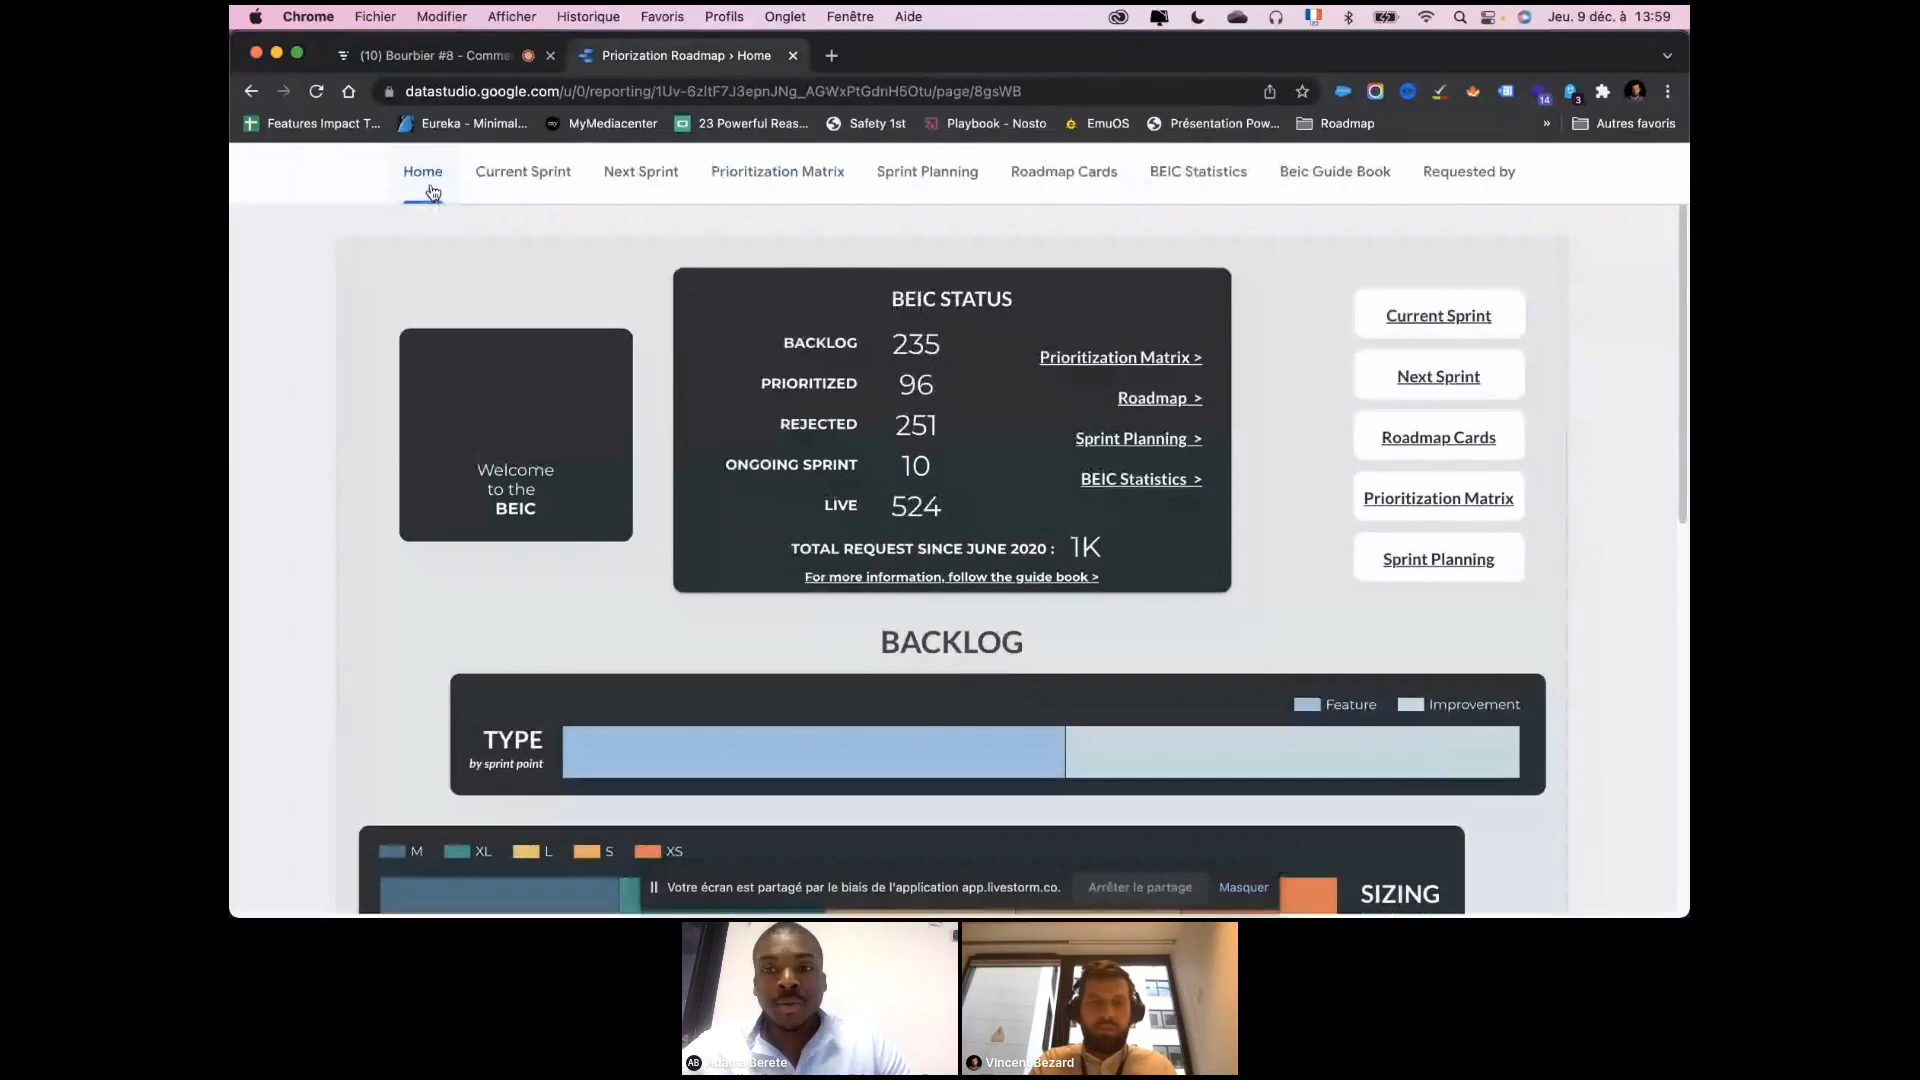 Chrome Fichier Modifier Afficher Historique Favoris Profils Onglet Fenêtre Aide Jeu. 9 déc. à 13:59
(10) Bourbier #8 - Comme Priorization Roadmap › Home
datastudio.google.com/u/0/reporting/1Uv-6zltF7J3epnJNg_AGWxPtGdnH5Otu/page/8gsWB 14 3
Features Impact T... Eureka - Minimal... MyMediacenter 23 Powerful Reas... Safety 1st Playbook - Nosto EmuOS Présentation Pow... Roadmap » Autres favoris
Home Current Sprint Next Sprint Prioritization Matrix Sprint Planning Roadmap Cards BEIC Statistics Beic Guide Book Requested by
Welcome
to the
BEIC
BEIC STATUS
BACKLOG 235
PRIORITIZED 96
REJECTED 251
ONGOING SPRINT 10
LIVE 524
Prioritization Matrix >
Roadmap >
Sprint Planning >
BEIC Statistics >
TOTAL REQUEST SINCE JUNE 2020 : 1K
For more information, follow the guide book >
Current Sprint
Next Sprint
Roadmap Cards
Prioritization Matrix
Sprint Planning
BACKLOG
Feature Improvement
TYPE
by sprint point
M XL L S XS
SIZING
Votre écran est partagé par le biais de l'application app.livestorm.co. Arrêter le partage Masquer
AB Berete
Vincent Bezard